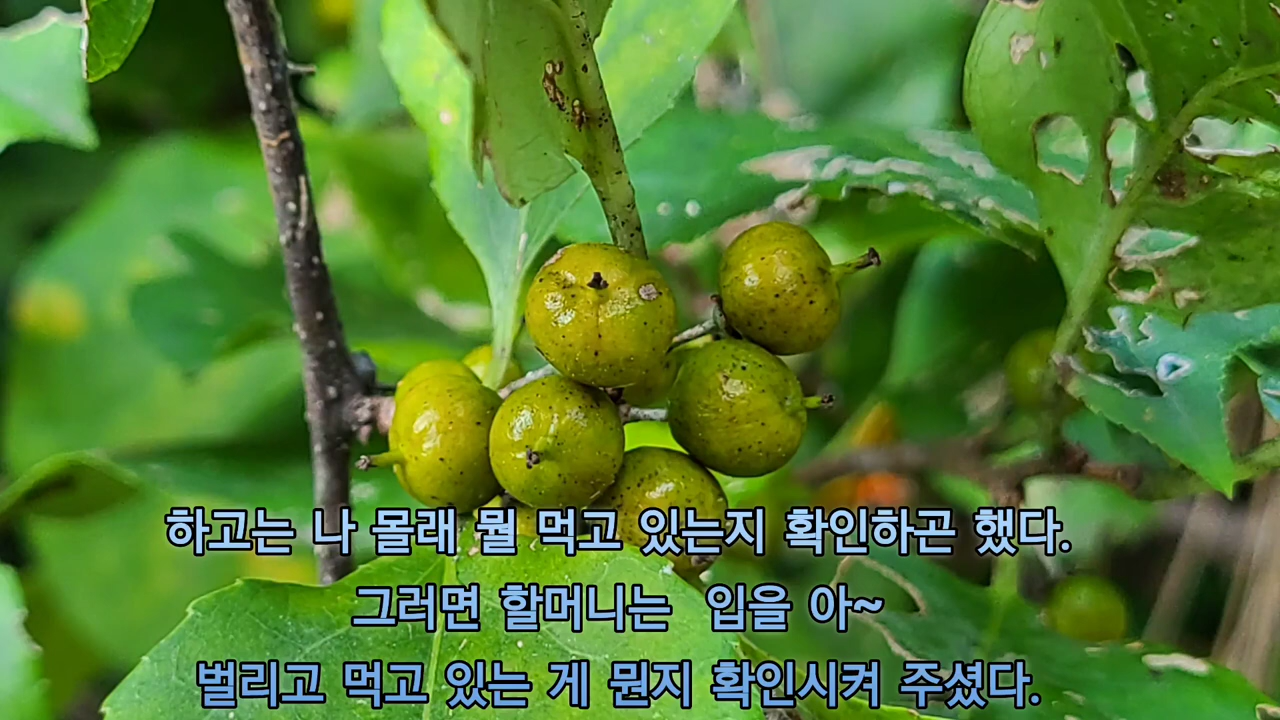 하고는 나 몰래 뭘 먹고 있는지 확인하곤 했다.
그러면 할머니는 입을 아~
벌리고 먹고 있는 게 뭔지 확인시켜 주셨다.